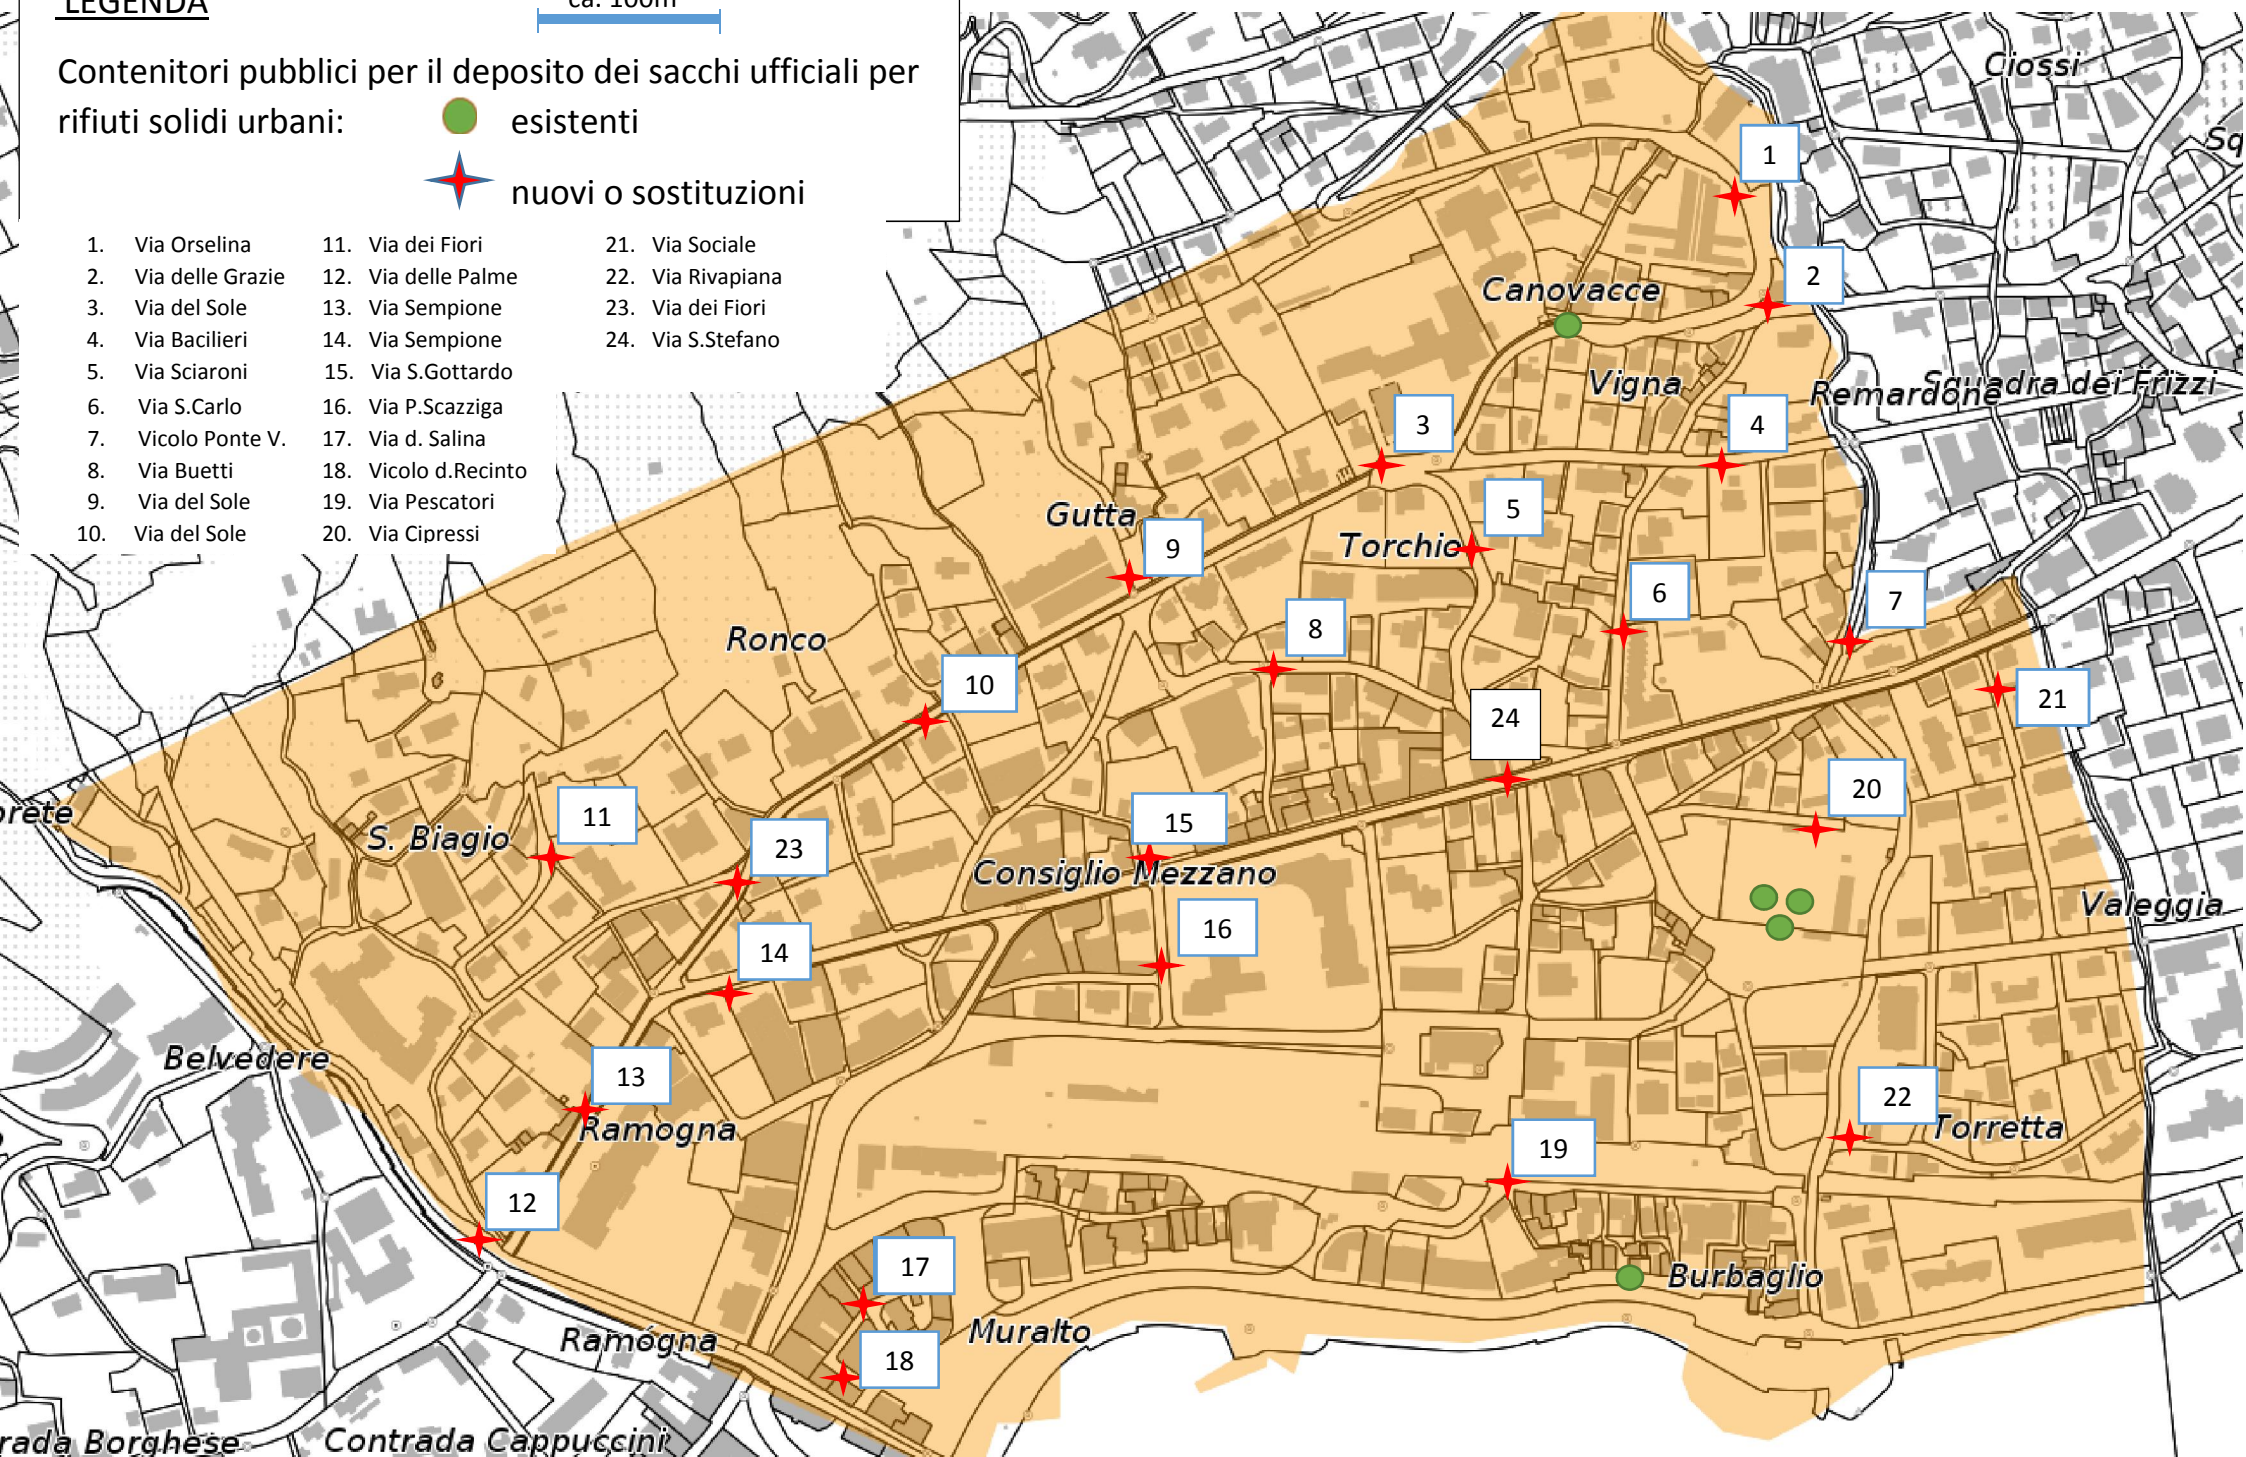 LEGENDA
ca. 100m
Contenitori pubblici per il deposito dei sacchi ufficiali per
rifiuti solidi urbani:
esistenti
nuovi o sostituzioni
1. Via Orselina
2. Via delle Grazie
3. Via del Sole
4. Via Bacilieri
5. Via Sciaroni
6. Via S.Carlo
7. Vicolo Ponte V.
8. Via Buetti
9. Via del Sole
10. Via del Sole
11. Via dei Fiori
12. Via delle Palme
13. Via Sempione
14. Via Sempione
15. Via S.Gottardo
16. Via P.Scazziga
17. Via d. Salina
18. Vicolo d.Recinto
19. Via Pescatori
20. Via Cipressi
21. Via Sociale
22. Via Rivapiana
23. Via dei Fiori
24. Via S.Stefano
Ciossi
Sq
1
2
Canovacce
Vigna
Remardone
Squadra dei Frizzi
3
4
5
Gutta
Torchio
9
6
7
8
Ronco
10
24
21
20
11
15
S. Biagio
23
Consiglio Mezzano
prete
Valeggia
16
14
Belvedere
13
22
Ramogna
Torretta
19
12
17
Burbaglio
Muralto
Ramógna
18
rada Borghese
Contrada Cappuccini